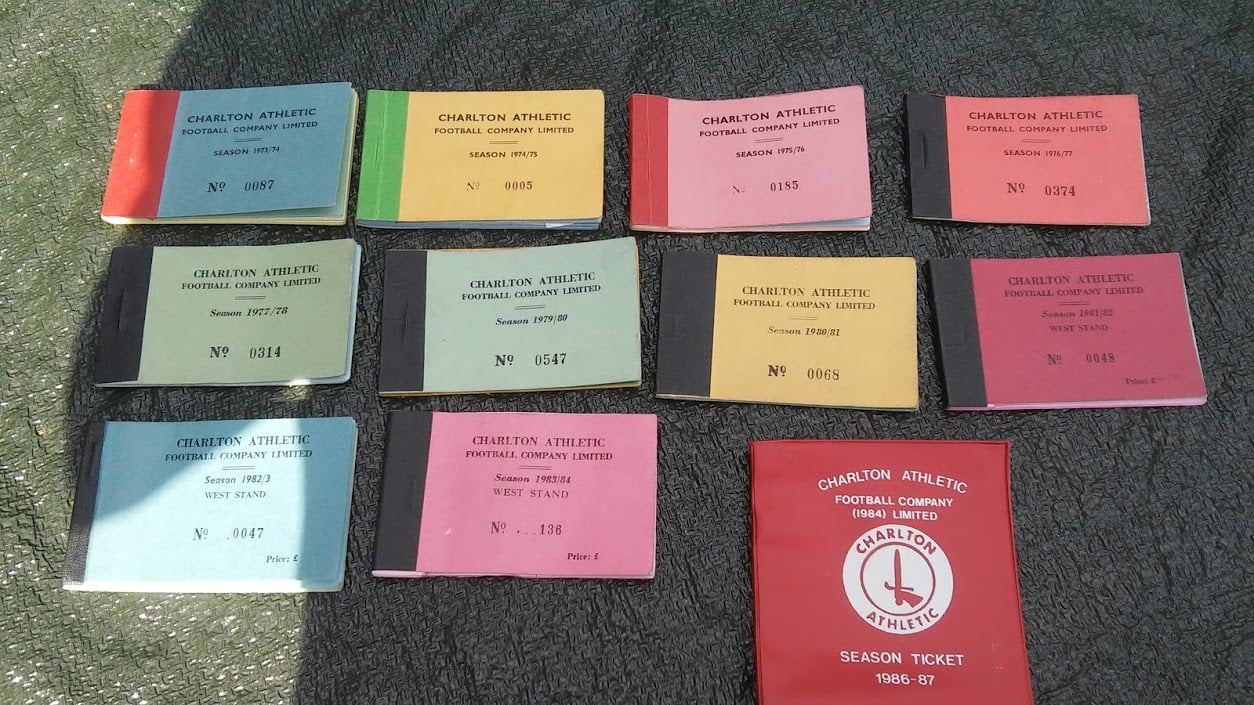 CHARLTON ATHLETIC
FOOTBALL COMPANY LIMITED
SEASON 1973/74
Nº 0087
CHARLTON ATHLETIC
FOOTBALL COMPANY LIMITED
SEASON 1974/75
Nº 0005
CHARLTON ATHLETIC
FOOTBALL COMPANY LIMITED
SEASON 1975/76
Nº 0185
CHARLTON ATHLETIC
FOOTBALL COMPANY LIMITED
SEASON 1976/77
Nº 0374
CHARLTON ATHLETIC
FOOTBALL COMPANY LIMITED
Season 1977/78
Nº 0314
CHARLTON ATHLETIC
FOOTBALL COMPANY LIMITED
Season 1979/80
Nº 0547
CHARLTON ATHLETIC
FOOTBALL COMPANY LIMITED
Season 1980/81
Nº 0068
CHARLTON ATHLETIC
FOOTBALL COMPANY LIMITED
Season 1981/82
WEST STAND
Nº 0048
Price: £
CHARLTON ATHLETIC
FOOTBALL COMPANY LIMITED
Season 1982/3
WEST STAND
Nº .0047
Price: £
CHARLTON ATHLETIC
FOOTBALL COMPANY LIMITED
Season 1983/84
WEST STAND
Nº ...136
Price: £
CHARLTON ATHLETIC
FOOTBALL COMPANY
(1984) LIMITED
CHARLTON
ATHLETIC
SEASON TICKET
1986-87